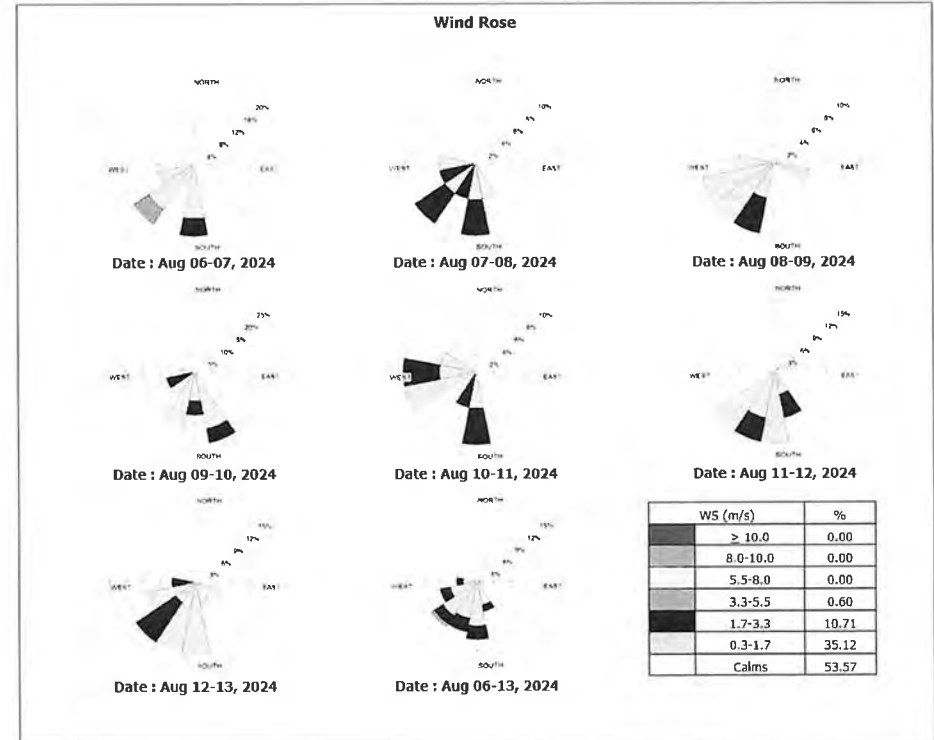 Wind Rose
NORTH
20%
16%
12%
8%
4%
WEST
EAST
SOUTH
Date : Aug 06-07, 2024
NORTH
10%
8%
6%
4%
2%
WEST
EAST
SOUTH
Date : Aug 07-08, 2024
NORTH
10%
8%
6%
4%
2%
WEST
EAST
SOUTH
Date : Aug 08-09, 2024
NORTH
25%
20%
10%
5%
WEST
EAST
SOUTH
Date : Aug 09-10, 2024
NORTH
10%
8%
6%
4%
2%
WEST
EAST
SOUTH
Date : Aug 10-11, 2024
NORTH
15%
12%
9%
6%
3%
WEST
EAST
SOUTH
Date : Aug 11-12, 2024
NORTH
15%
12%
9%
6%
WEST
EAST
SOUTH
Date : Aug 12-13, 2024
NORTH
15%
12%
9%
6%
3%
WEST
EAST
SOUTH
Date : Aug 06-13, 2024
WS (m/s) %
≥ 10.0 0.00
8.0-10.0 0.00
5.5-8.0 0.00
3.3-5.5 0.60
1.7-3.3 10.71
0.3-1.7 35.12
Calms 53.57